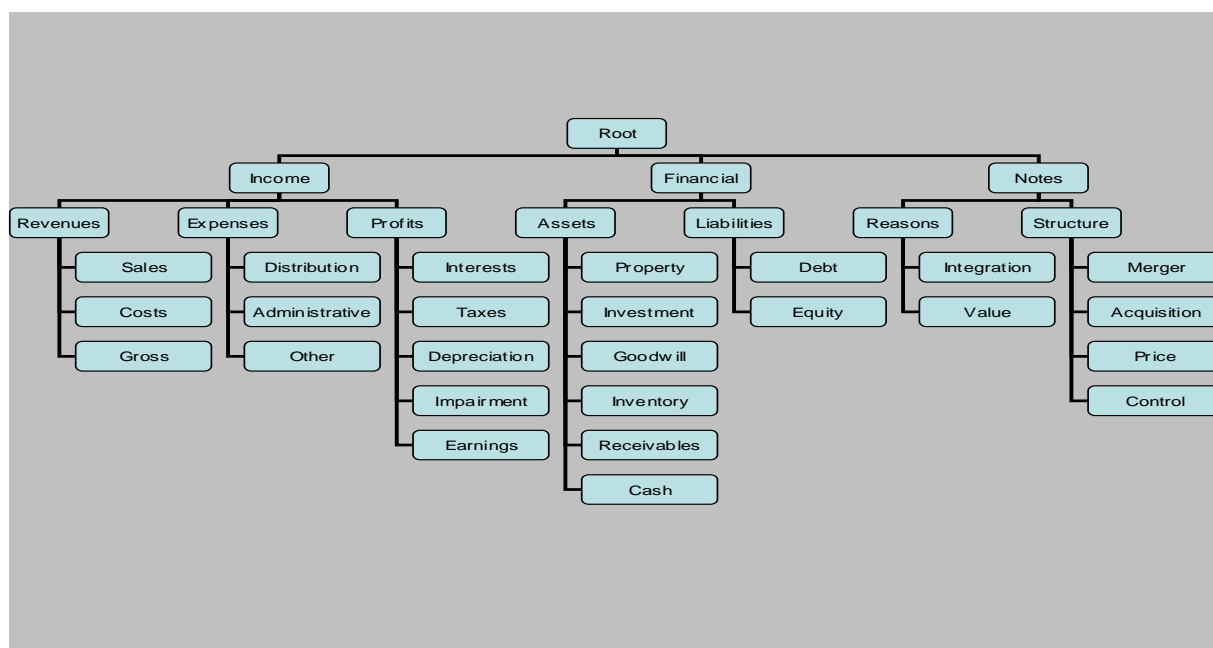 Root
Income Financial Notes
Revenues Expenses Profits Assets Liabilities Reasons Structure
Sales Distribution Interests Property Debt Integration Merger
Costs Administrative Taxes Investment Equity Value Acquisition
Gross Other Depreciation Goodwill Price
Impairment Inventory Control
Earnings Receivables
Cash